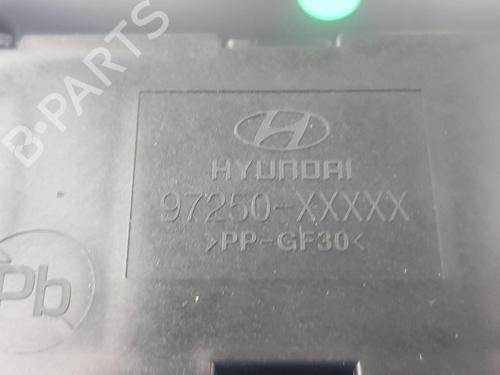 B-PARTS
HYUNDAI
97250-XXXXX
>PP-GF30<
Pb